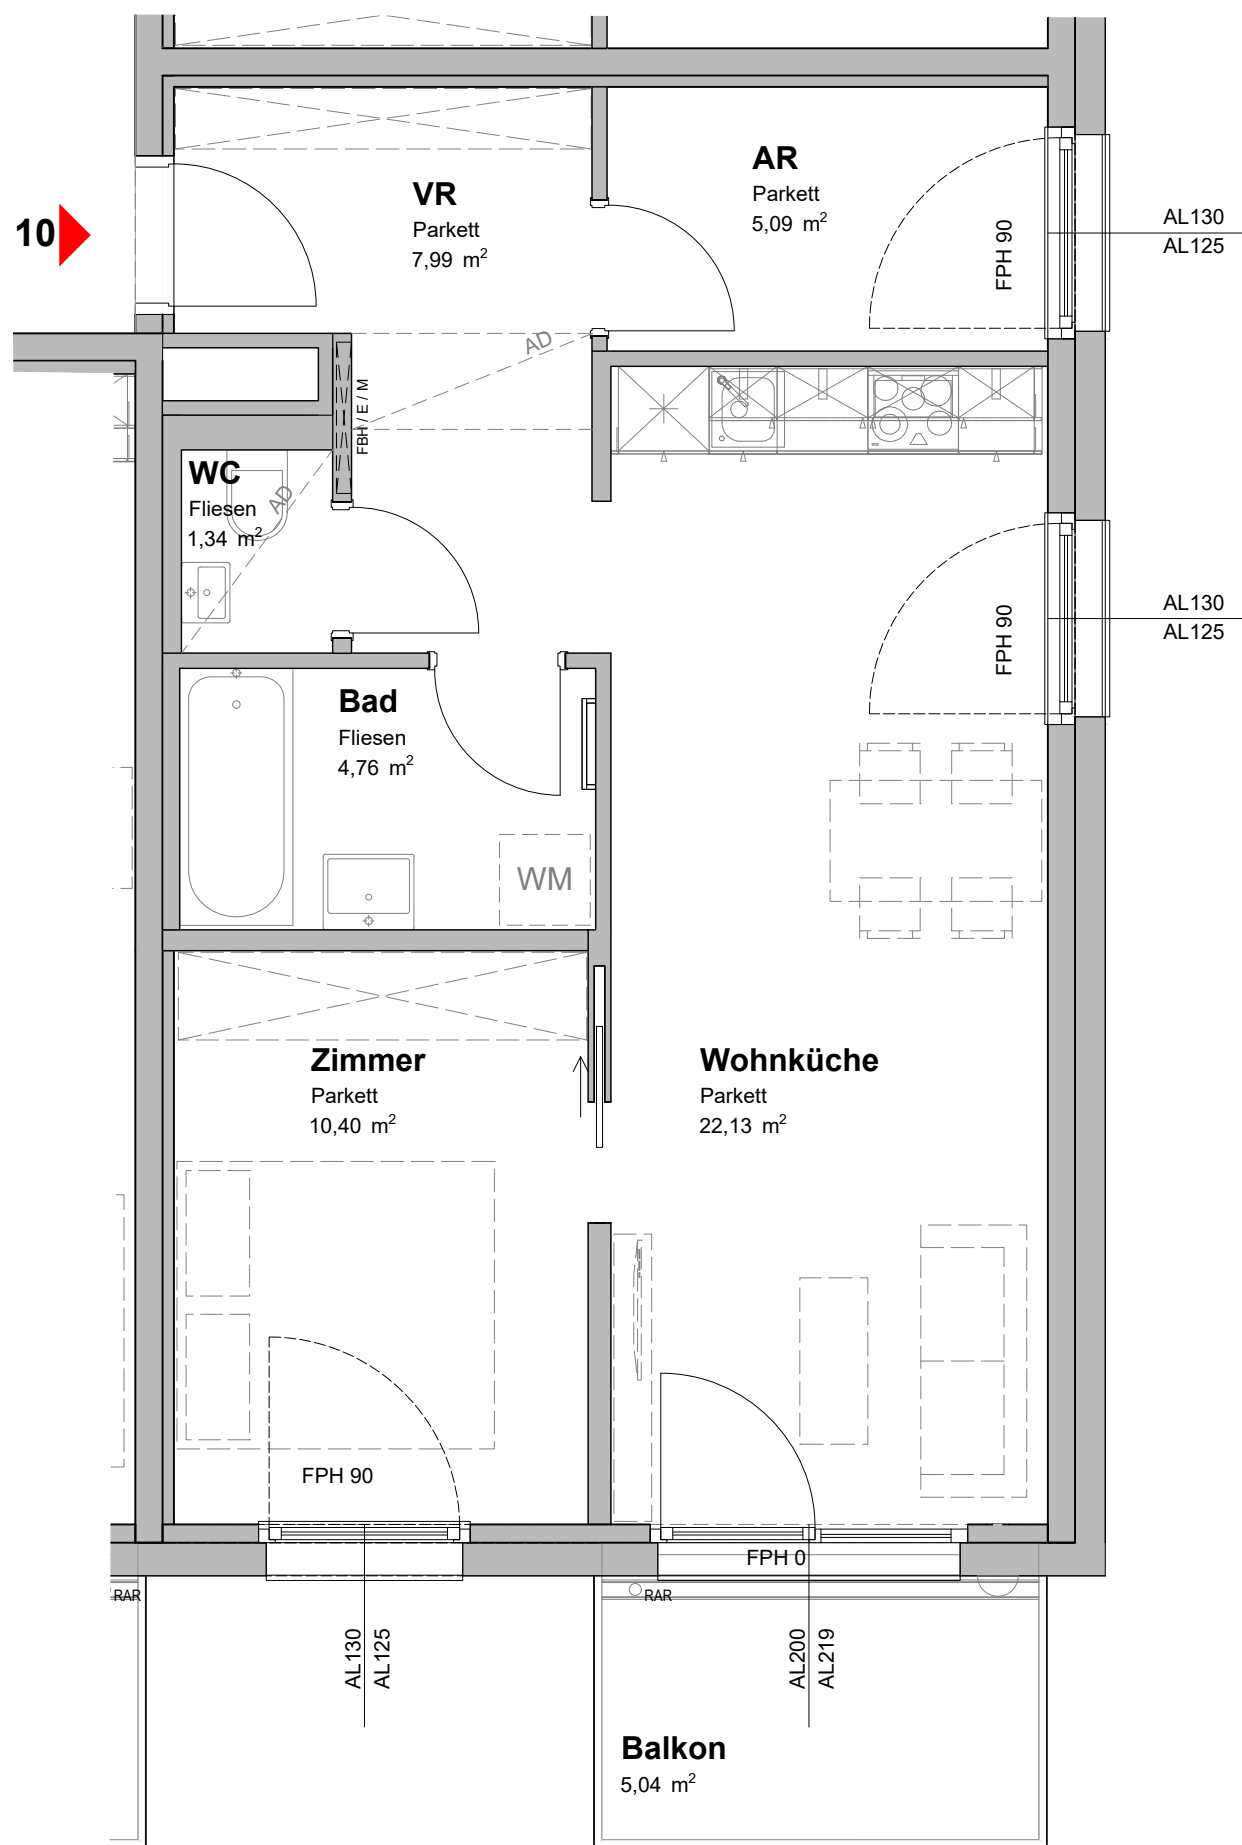 10
VR
Parkett
7,99 m²
AR
Parkett
5,09 m²
FPH 90
AL130
AL125
AD
FBH / E / M
WC
Fliesen
1,34 m²
AD
FPH 90
AL130
AL125
Bad
Fliesen
4,76 m²
WM
Zimmer
Parkett
10,40 m²
Wohnküche
Parkett
22,13 m²
FPH 90
FPH 0
RAR
RAR
AL130
AL125
AL200
AL219
Balkon
5,04 m²